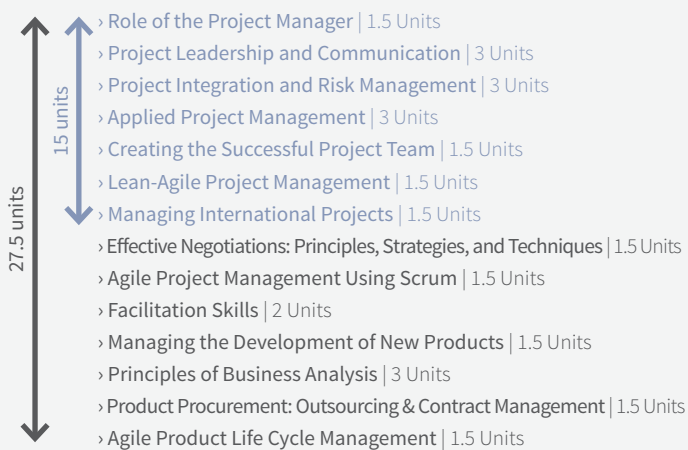 › Role of the Project Manager | 1.5 Units
› Project Leadership and Communication | 3 Units
› Project Integration and Risk Management | 3 Units
› Applied Project Management | 3 Units
› Creating the Successful Project Team | 1.5 Units
› Lean-Agile Project Management | 1.5 Units
› Managing International Projects | 1.5 Units
› Effective Negotiations: Principles, Strategies, and Techniques | 1.5 Units
› Agile Project Management Using Scrum | 1.5 Units
› Facilitation Skills | 2 Units
› Managing the Development of New Products | 1.5 Units
› Principles of Business Analysis | 3 Units
› Product Procurement: Outsourcing & Contract Management | 1.5 Units
› Agile Product Life Cycle Management | 1.5 Units
15 units
27.5 units